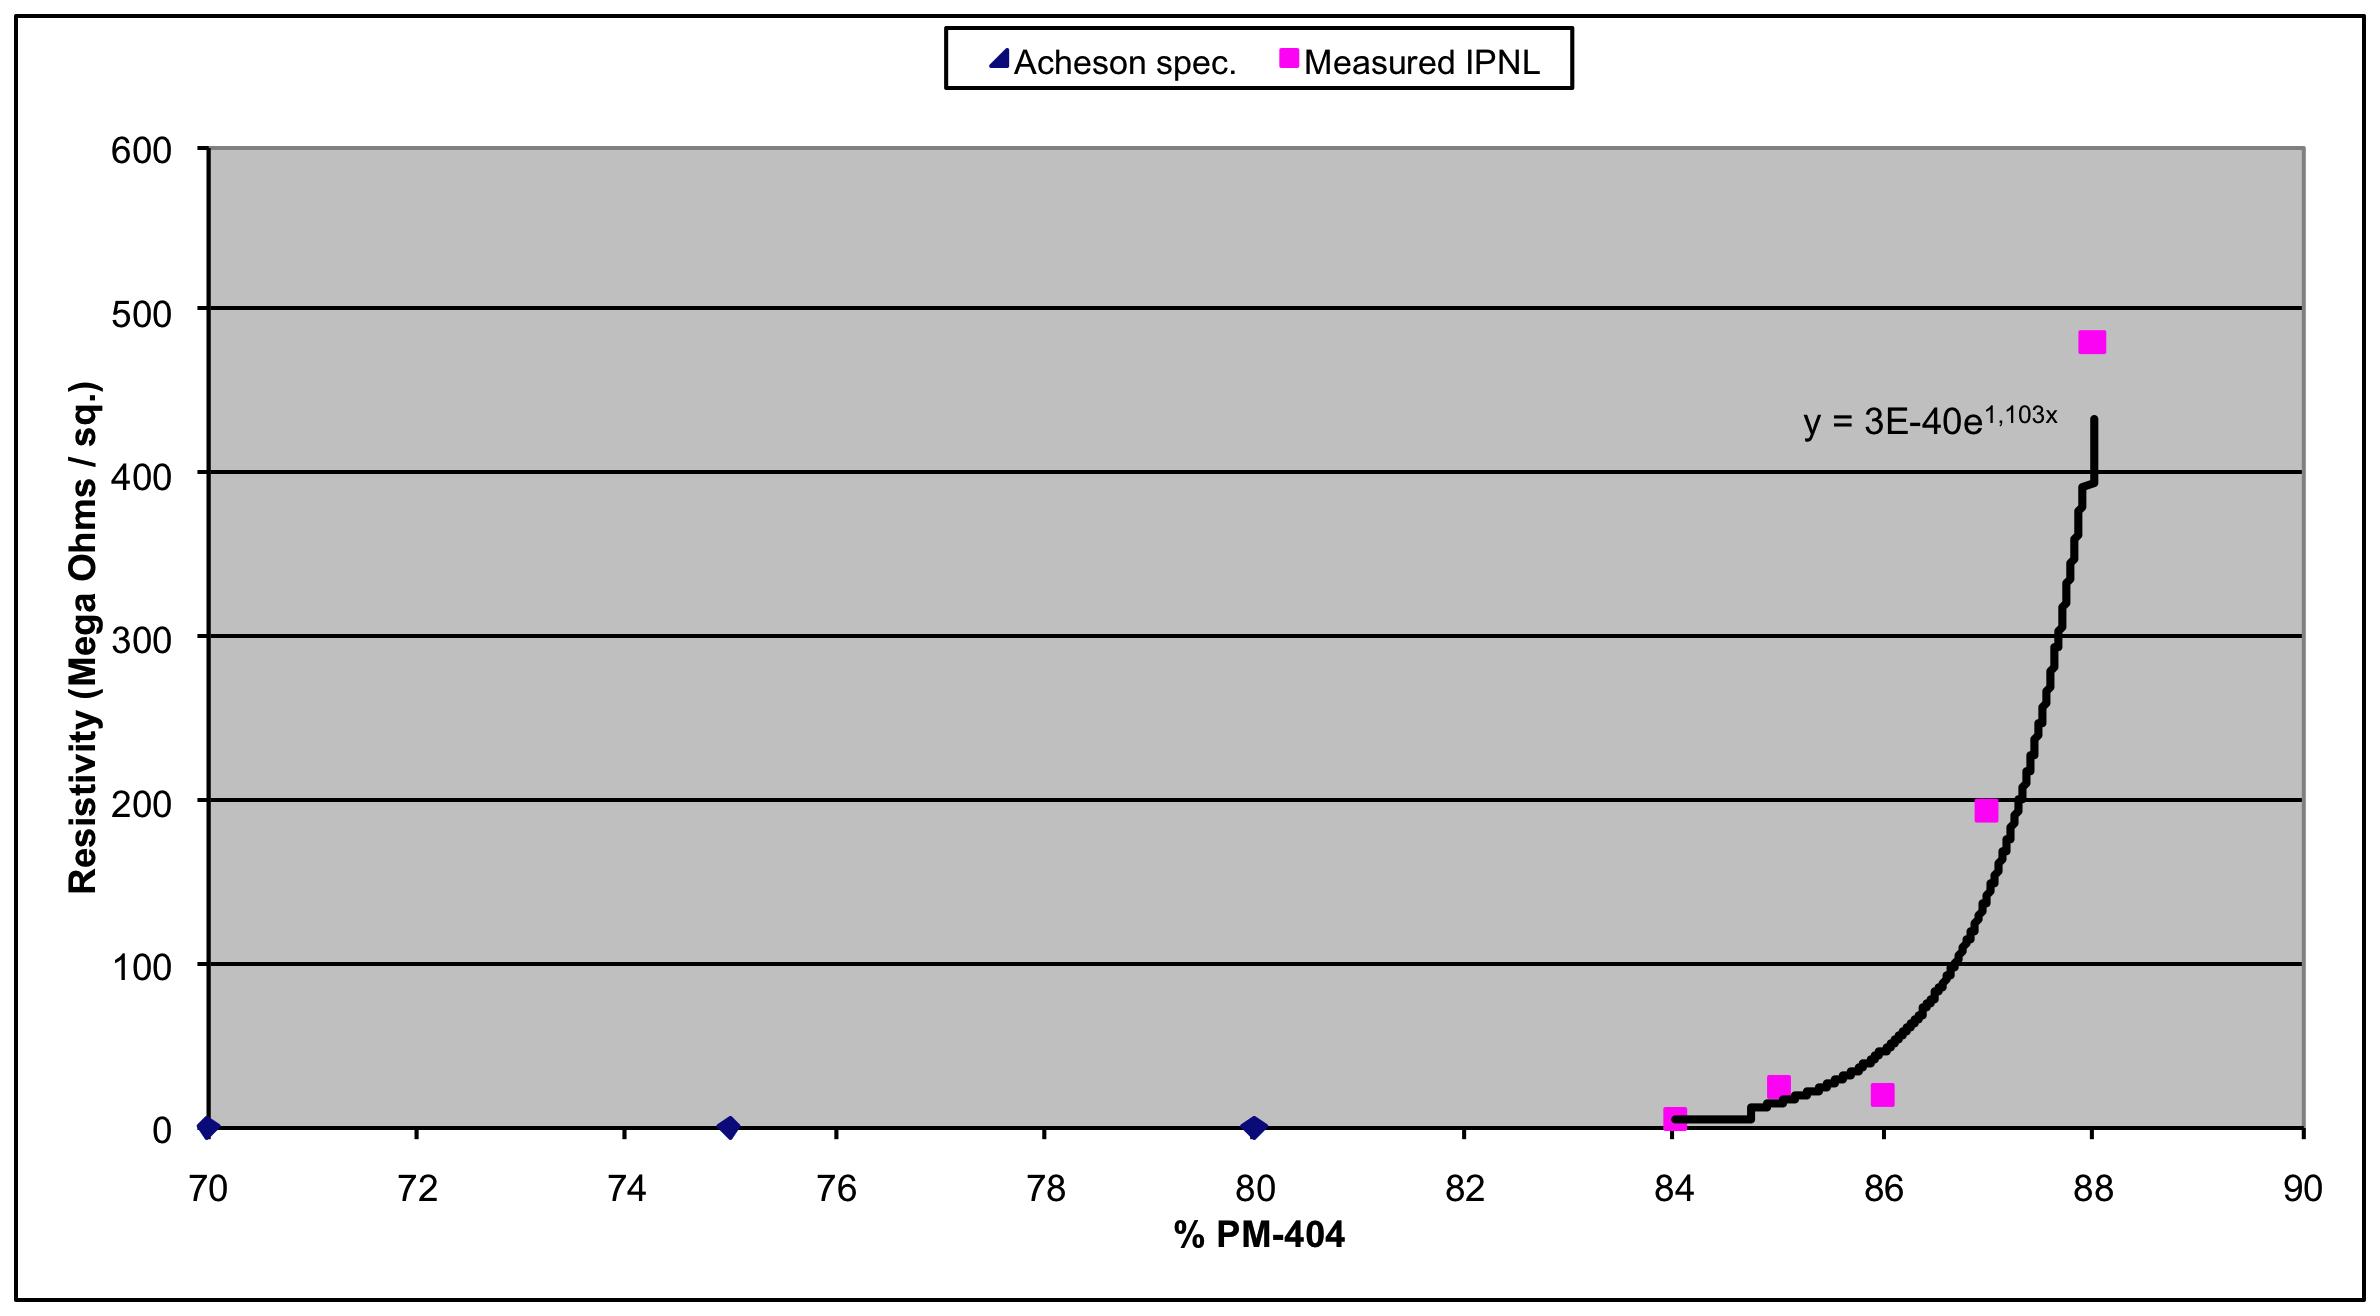 Acheson spec. Measured IPNL
600
500
400
300
200
100
0
Resistivity (Mega Ohms / sq.)
y = 3E-40e1,103x
70 72 74 76 78 80 82 84 86 88 90
% PM-404